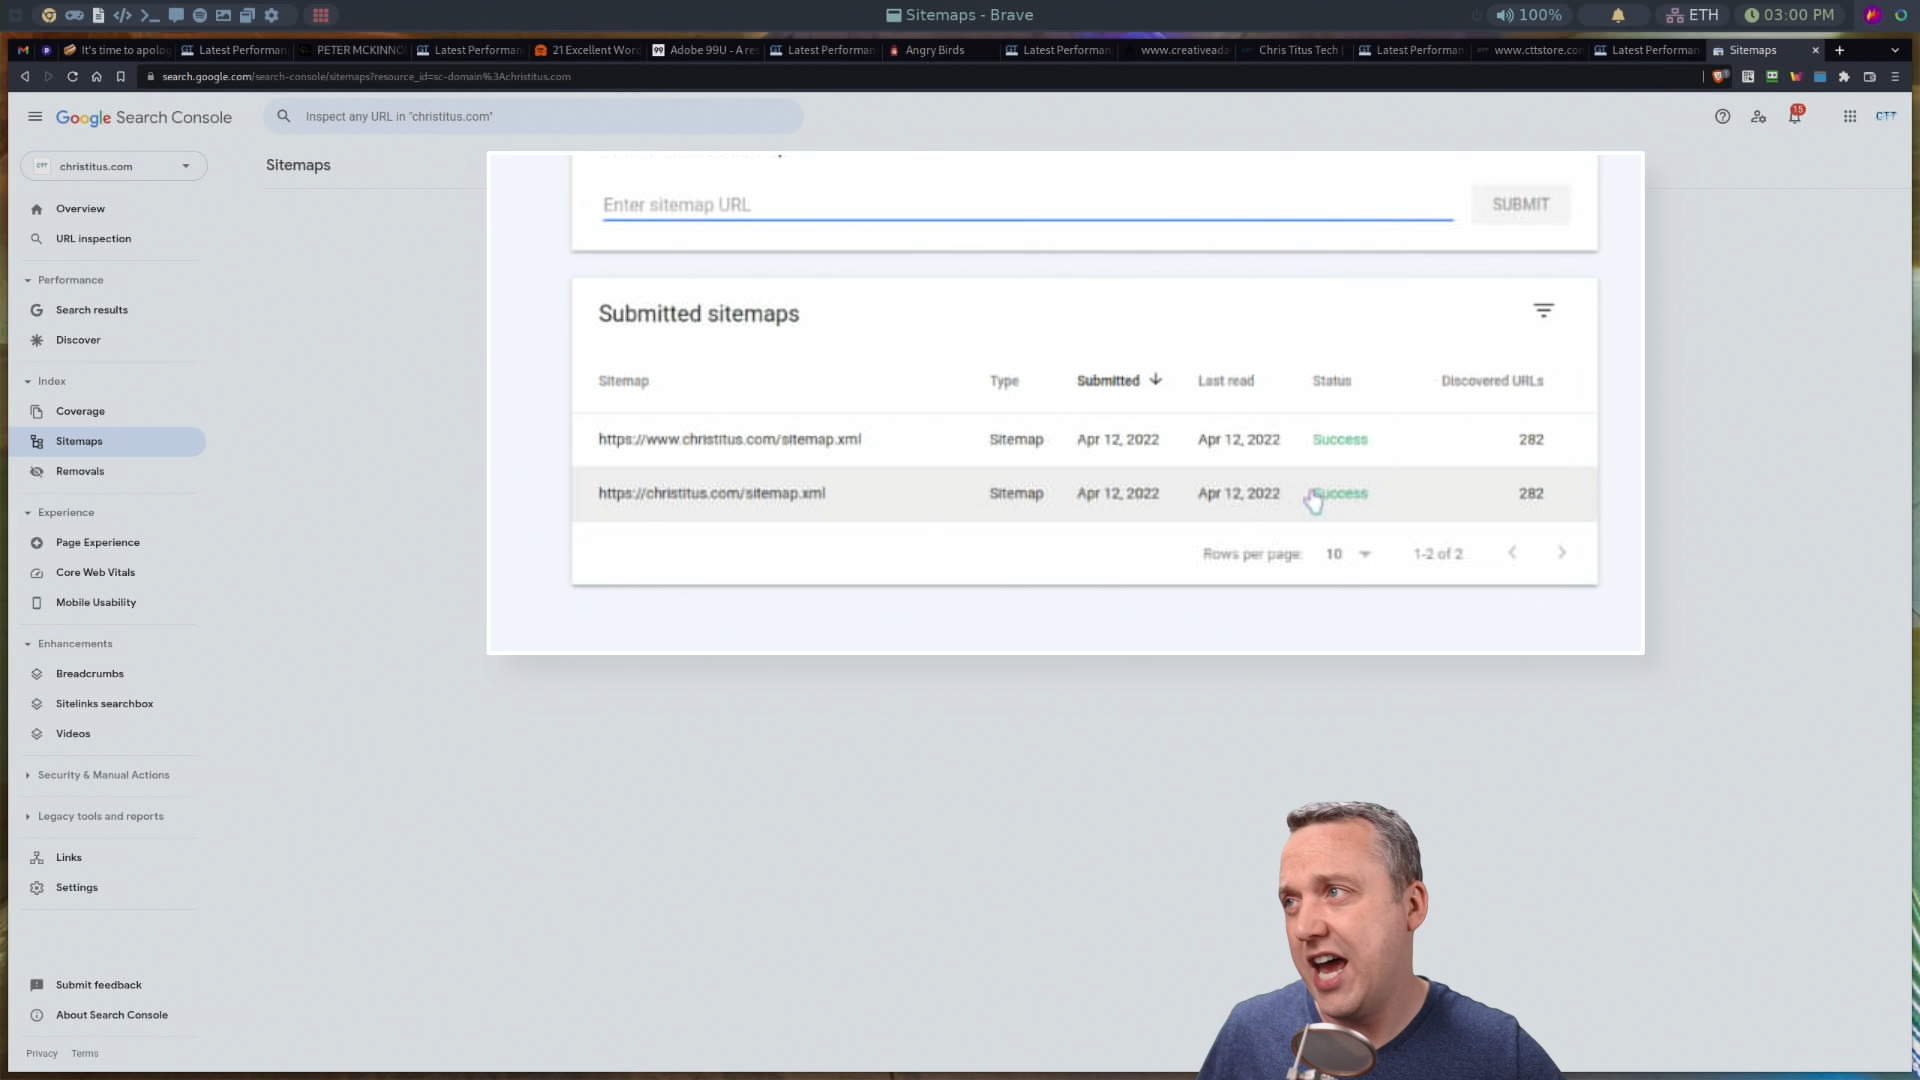 Sitemaps - Brave
100%
ETH
03:00 PM
It's time to apolog
Latest Performan
PETER MCKINNO
Latest Performan
21 Excellent Wor
Adobe 99U - A res
Latest Performan
Angry Birds
Latest Performan
www.creativeada
Chris Titus Tech |
Latest Performan
www.cttstore.co
Latest Performan
Sitemaps
search.google.com/search-console/sitemaps?resource_id=sc-domain%3Achristitus.com
Google Search Console
Inspect any URL in "christitus.com"
15
CTT
CTT
christitus.com
Sitemaps
Overview
URL inspection
Performance
Search results
Discover
Index
Coverage
Sitemaps
Removals
Experience
Page Experience
Core Web Vitals
Mobile Usability
Enhancements
Breadcrumbs
Sitelinks searchbox
Videos
Security & Manual Actions
Legacy tools and reports
Links
Settings
Submit feedback
About Search Console
Privacy Terms
Enter sitemap URL
SUBMIT
Submitted sitemaps
Sitemap Type Submitted Last read Status Discovered URLs
https://www.christitus.com/sitemap.xml Sitemap Apr 12, 2022 Apr 12, 2022 Success 282
https://christitus.com/sitemap.xml Sitemap Apr 12, 2022 Apr 12, 2022 Success 282
Rows per page: 10 1-2 of 2